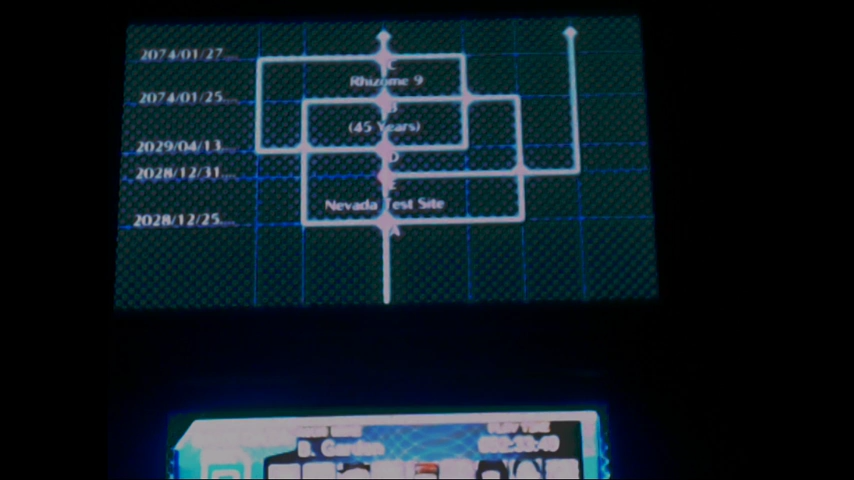 2074/01/27....
C
Rhizome 9
2074/01/25....
B
(45 Years)
2029/04/13....
D
2028/12/31....
E
Nevada Test Site
2028/12/25....
A
B. Garden